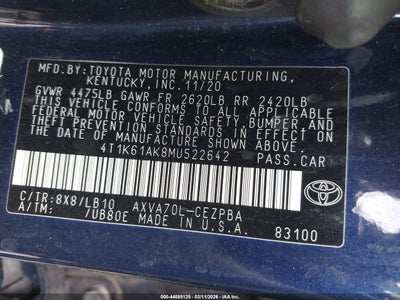 MFD. BY: TOYOTA MOTOR MANUFACTURING,
KENTUCKY, INC. 11/20
GVWR 4475LB GAWR FR 2620LB RR 2420LB
THIS VEHICLE CONFORMS TO ALL APPLICABLE
FEDERAL MOTOR VEHICLE SAFETY, BUMPER AND
THEFT PREVENTION STANDARDS IN EFFECT
ON THE DATE OF MANUFACTURE SHOWN ABOVE.
4T1K61AK8MU522642 PASS.CAR
C/TR:8X8/LB10 AXVA70L-CEZPBA
A/TM: /UB80E MADE IN U.S.A.
83100
TOYOTA
000-44585125 - 03/11/2026 - IAA Inc.